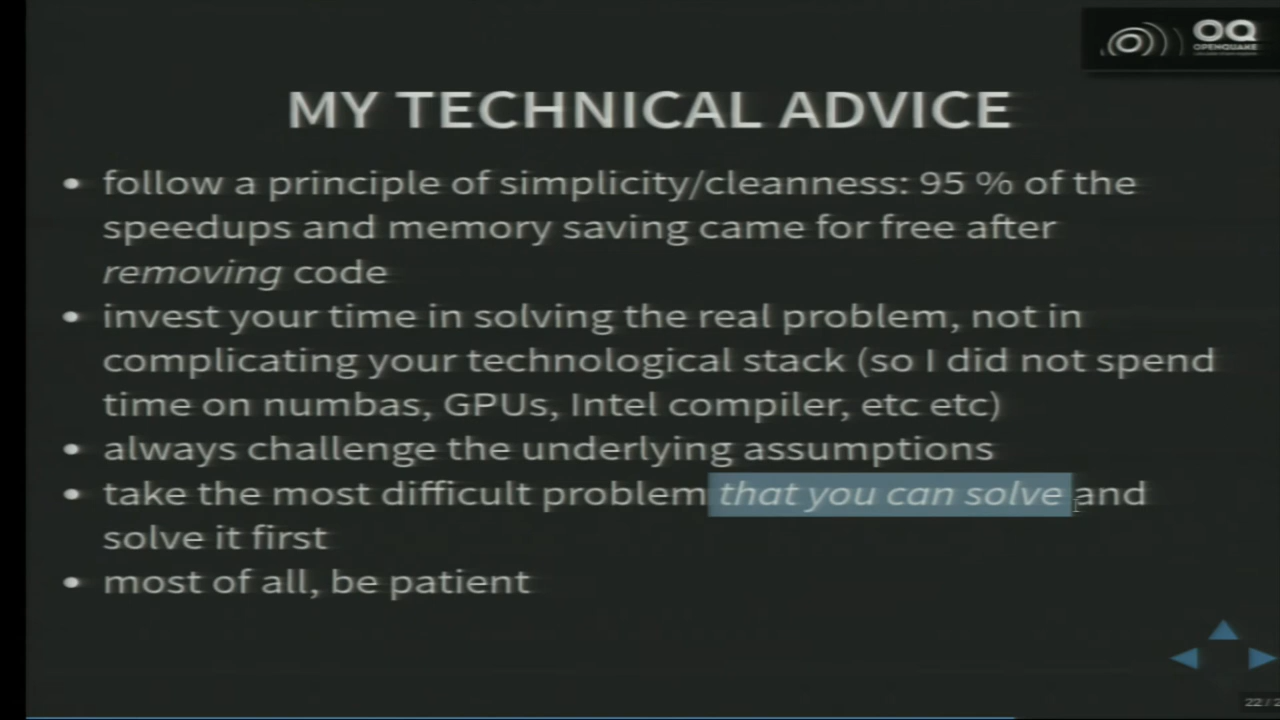 OQ
OPENQUAKE
MY TECHNICAL ADVICE
• follow a principle of simplicity/cleanness: 95 % of the
speedups and memory saving came for free after
removing code
• invest your time in solving the real problem, not in
complicating your technological stack (so I did not spend
time on numbas, GPUs, Intel compiler, etc etc)
• always challenge the underlying assumptions
• take the most difficult problem that you can solve and
solve it first
• most of all, be patient
22 /